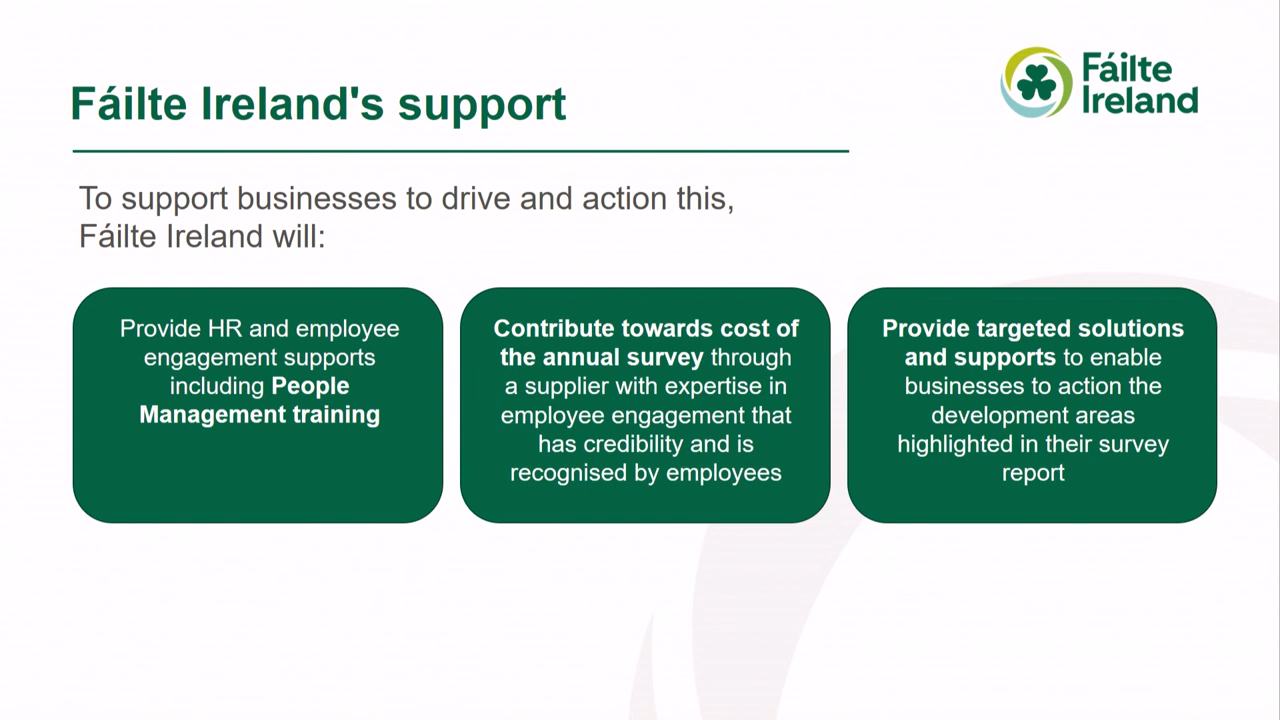 Fáilte Ireland's support
Fáilte
Ireland
To support businesses to drive and action this,
Fáilte Ireland will:
Provide HR and employee
engagement supports
including People
Management training
Contribute towards cost of
the annual survey through
a supplier with expertise in
employee engagement that
has credibility and is
recognised by employees
Provide targeted solutions
and supports to enable
businesses to action the
development areas
highlighted in their survey
report